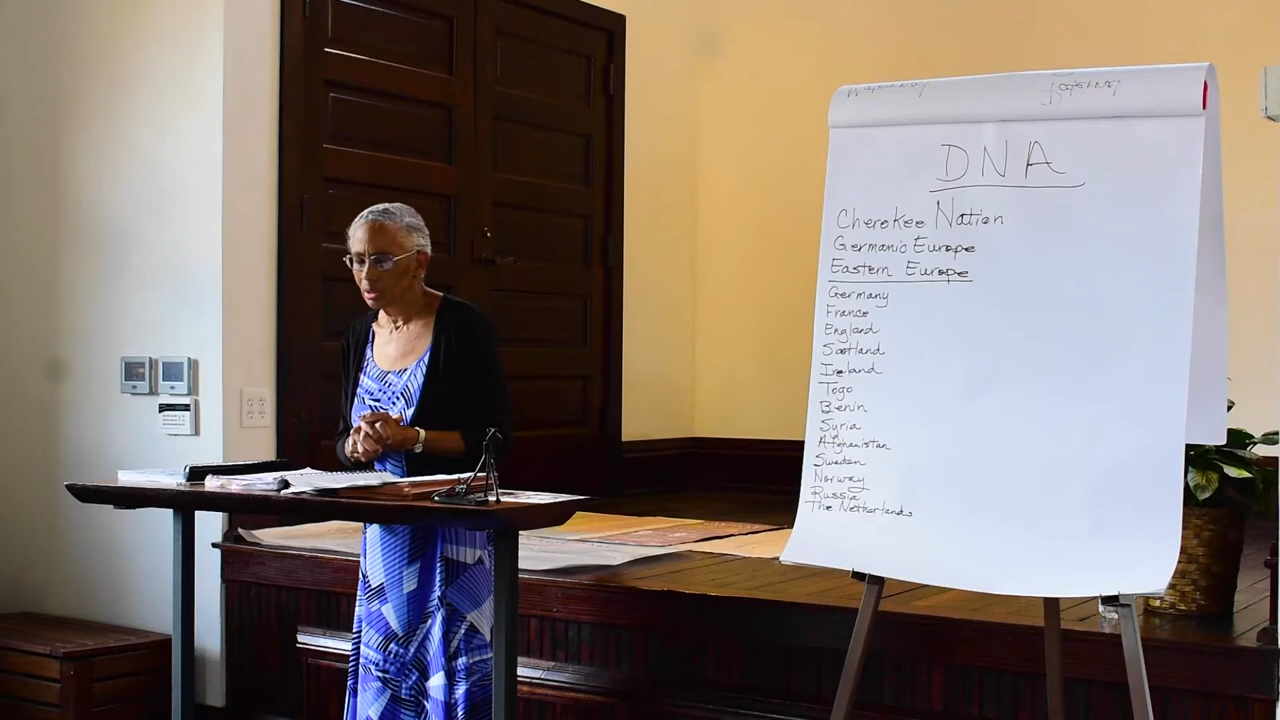 DNA
Cherokee Nation
Germanic Europe
Eastern Europe
Germany
France
England
Scotland
Ireland
Togo
Benin
Syria
Afghanistan
Sweden
Norway
Russia
The Netherlands